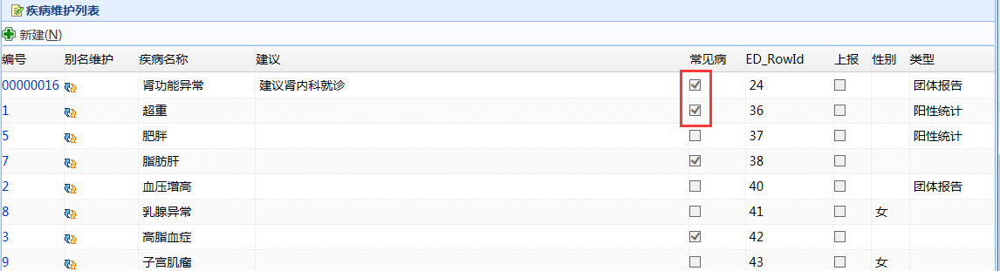 疾病维护列表
新建(N)
编号 别名维护 疾病名称 建议 常见病 ED_RowId 上报 性别 类型
00000016 肾功能异常 建议肾内科就诊 24 团体报告
1 超重 36 阳性统计
5 肥胖 37 阳性统计
7 脂肪肝 38
2 血压增高 40 团体报告
8 乳腺异常 41 女
3 高脂血症 42
9 子宫肌瘤 43 女